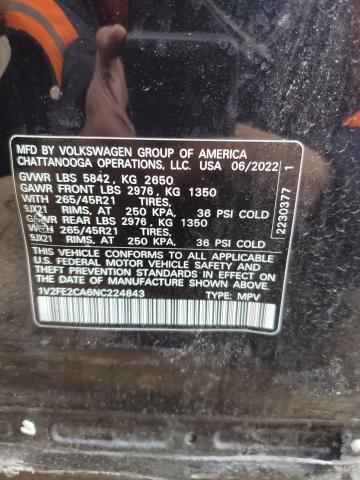 MFD BY VOLKSWAGEN GROUP OF AMERICA
CHATTANOOGA OPERATIONS, LLC. USA 06/2022
GVWR LBS 5842, KG 2650
GAWR FRONT LBS 2976, KG 1350
WITH 265/45R21 TIRES,
9JX21 RIMS, AT 250 KPA, 36 PSI COLD
GAWR REAR LBS 2976, KG 1350
WITH 265/45R21 TIRES,
9JX21 RIMS, AT 250 KPA, 36 PSI COLD
THIS VEHICLE CONFORMS TO ALL APPLICABLE
U.S. FEDERAL MOTOR VEHICLE SAFETY STANDARDS
IN EFFECT ON THE DATE OF MANUFACTURE
SHOWN ABOVE.
1V2FE2CA6NC224843 TYPE: MPV
2230377 1